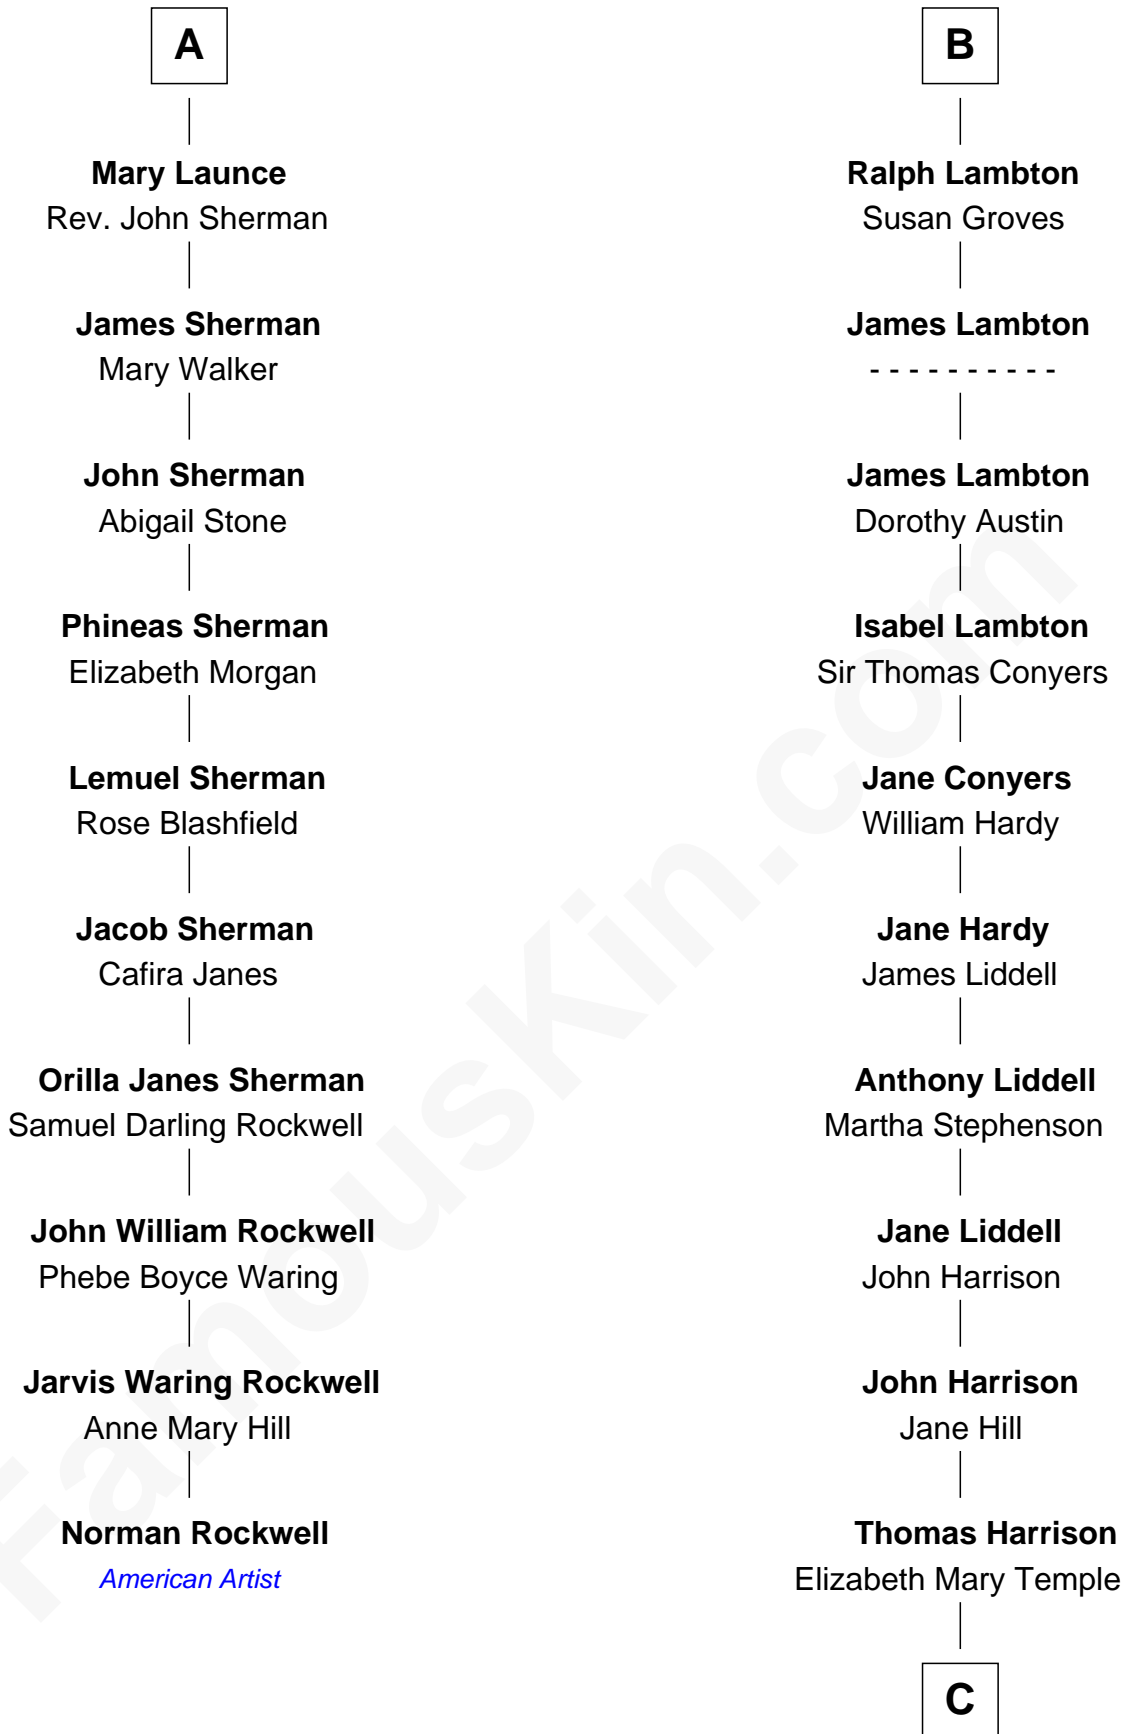 A
Mary Launce
Rev. John Sherman
James Sherman
Mary Walker
John Sherman
Abigail Stone
Phineas Sherman
Elizabeth Morgan
Lemuel Sherman
Rose Blashfield
Jacob Sherman
Cafira Janes
Orilla Janes Sherman
Samuel Darling Rockwell
John William Rockwell
Phebe Boyce Waring
Jarvis Waring Rockwell
Anne Mary Hill
Norman Rockwell
American Artist
B
Ralph Lambton
Susan Groves
James Lambton
- - - - - - - - - -
James Lambton
Dorothy Austin
Isabel Lambton
Sir Thomas Conyers
Jane Conyers
William Hardy
Jane Hardy
James Liddell
Anthony Liddell
Martha Stephenson
Jane Liddell
John Harrison
John Harrison
Jane Hill
Thomas Harrison
Elizabeth Mary Temple
C
FamousKin.com